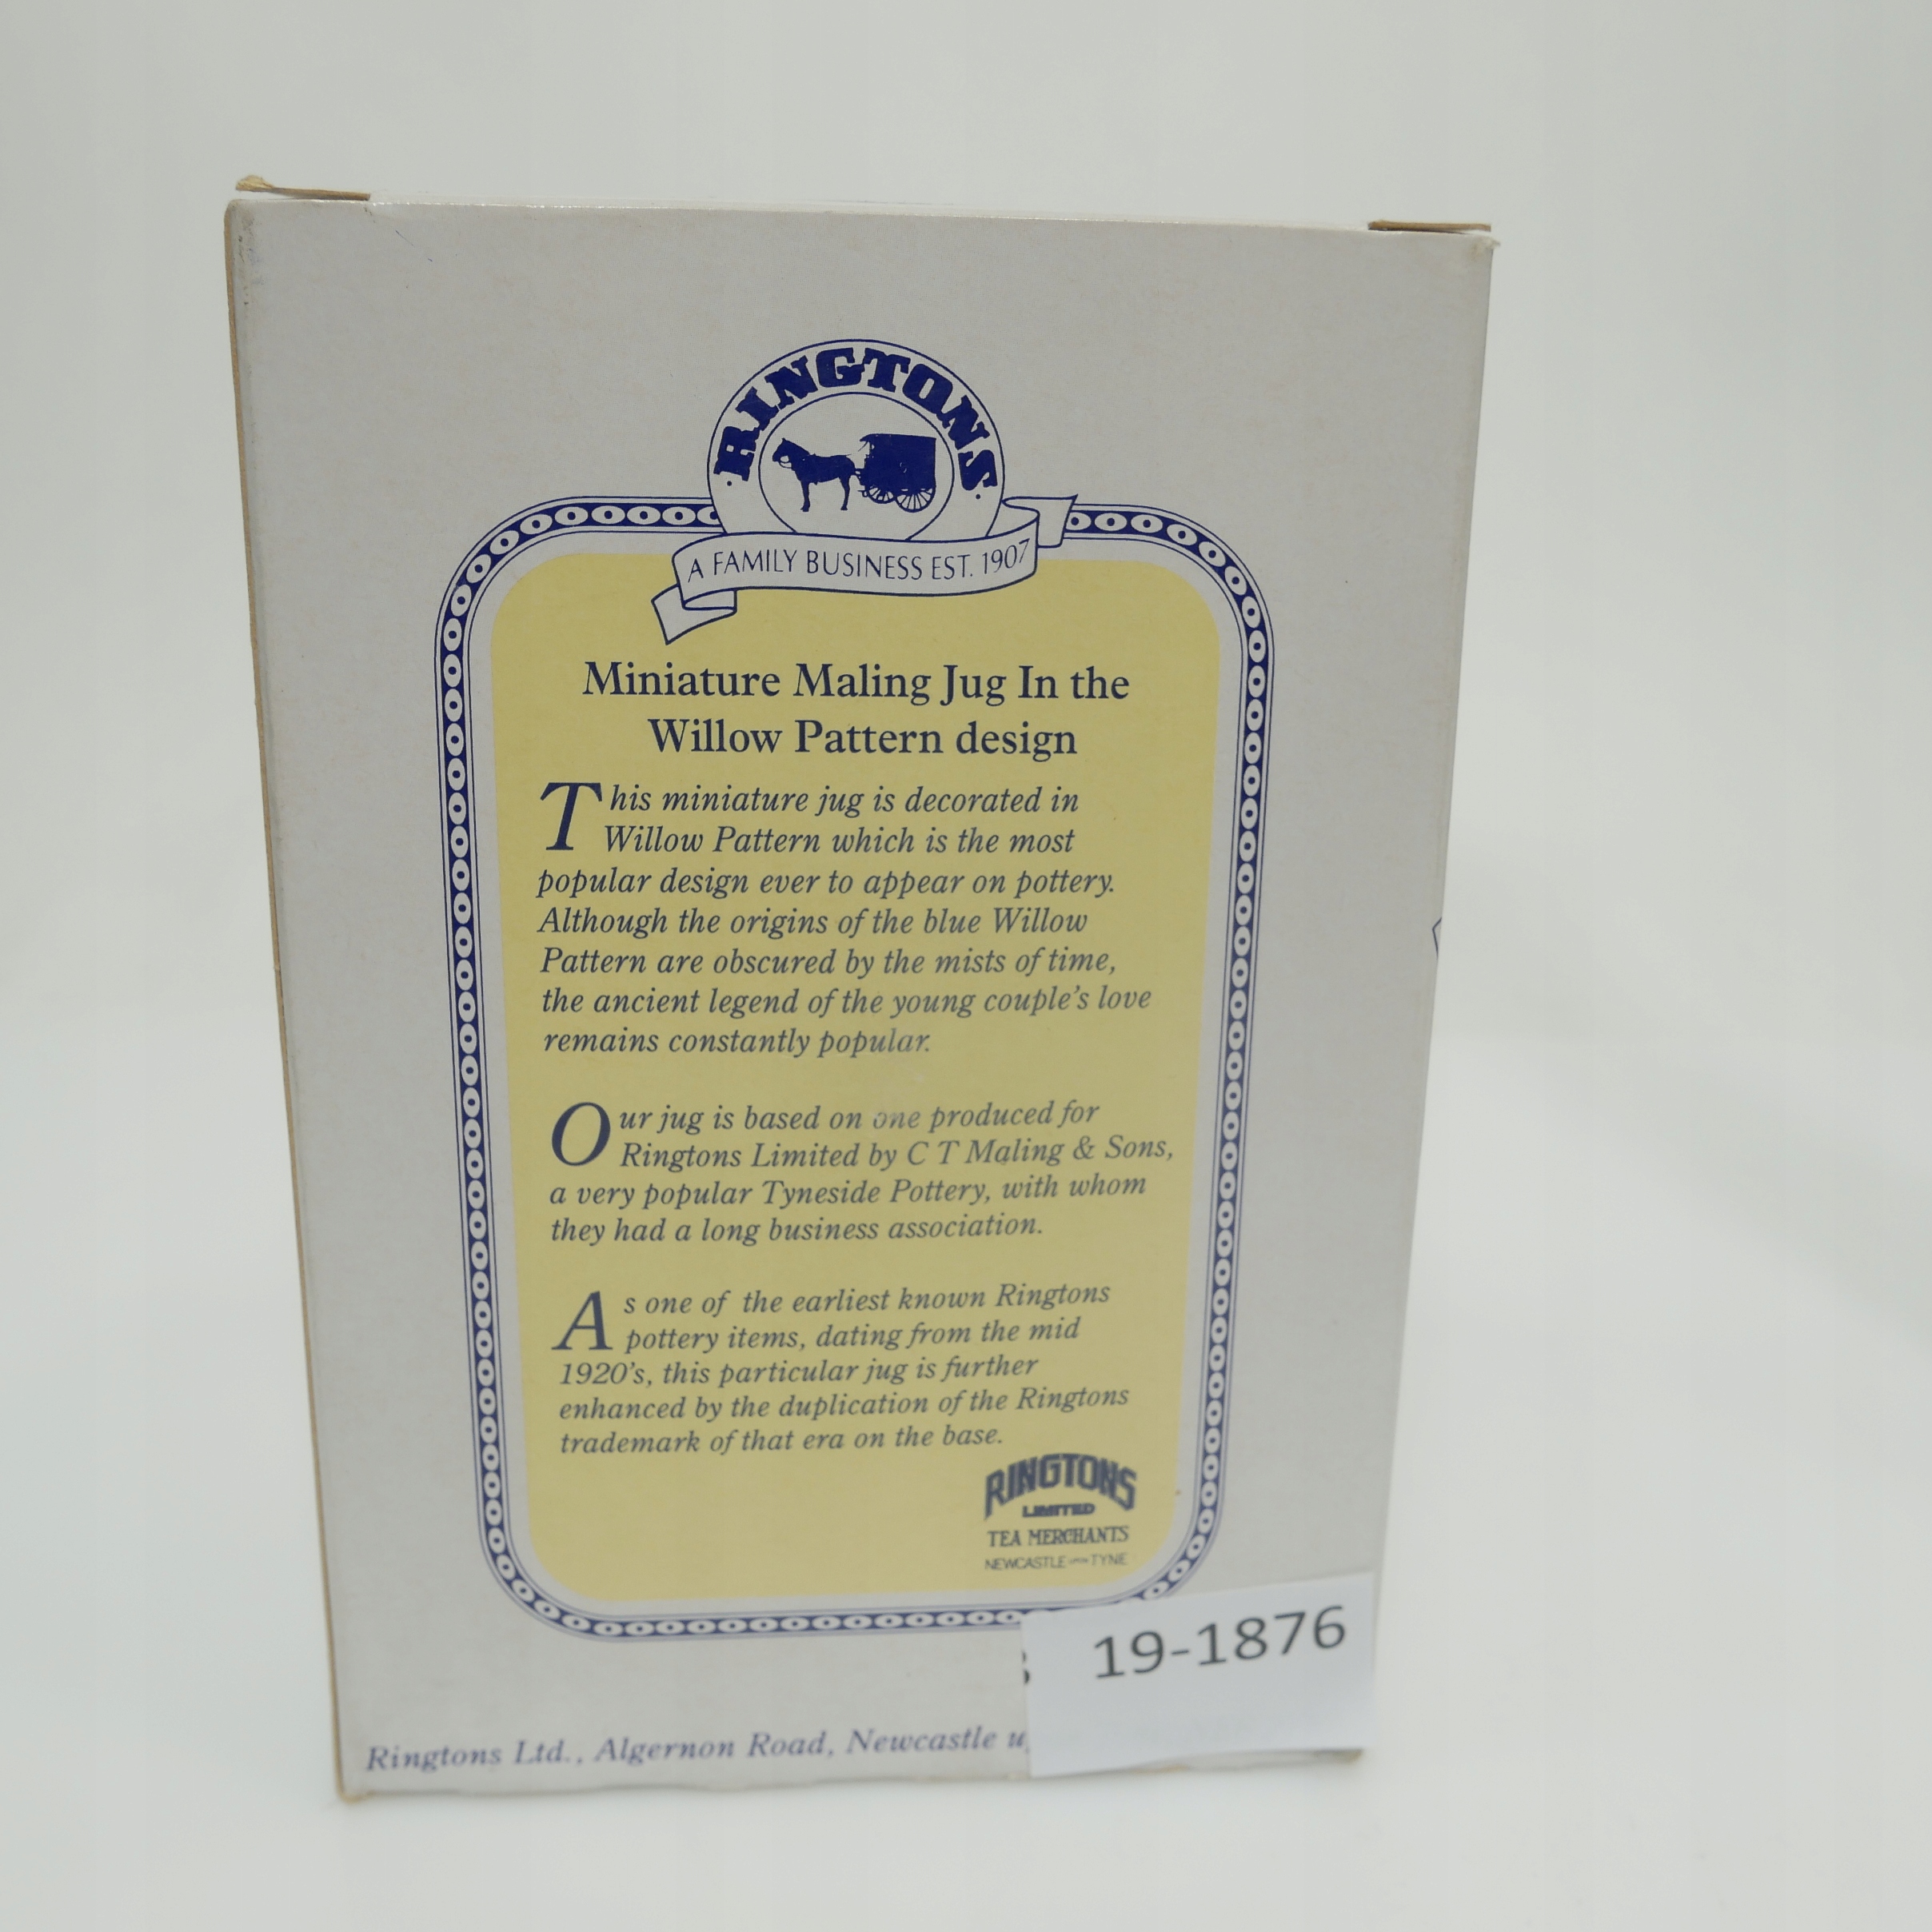 RINGTONS
A FAMILY BUSINESS EST. 1907
Miniature Maling Jug In the
Willow Pattern design
This miniature jug is decorated in
Willow Pattern which is the most
popular design ever to appear on pottery.
Although the origins of the blue Willow
Pattern are obscured by the mists of time,
the ancient legend of the young couple's love
remains constantly popular.
Our jug is based on one produced for
Ringtons Limited by C T Maling & Sons,
a very popular Tyneside Pottery, with whom
they had a long business association.
As one of the earliest known Ringtons
pottery items, dating from the mid
1920's, this particular jug is further
enhanced by the duplication of the Ringtons
trademark of that era on the base.
RINGTONS
LIMITED
TEA MERCHANTS
NEWCASTLE UPON TYNE
19-1876
Ringtons Ltd., Algernon Road, Newcastle